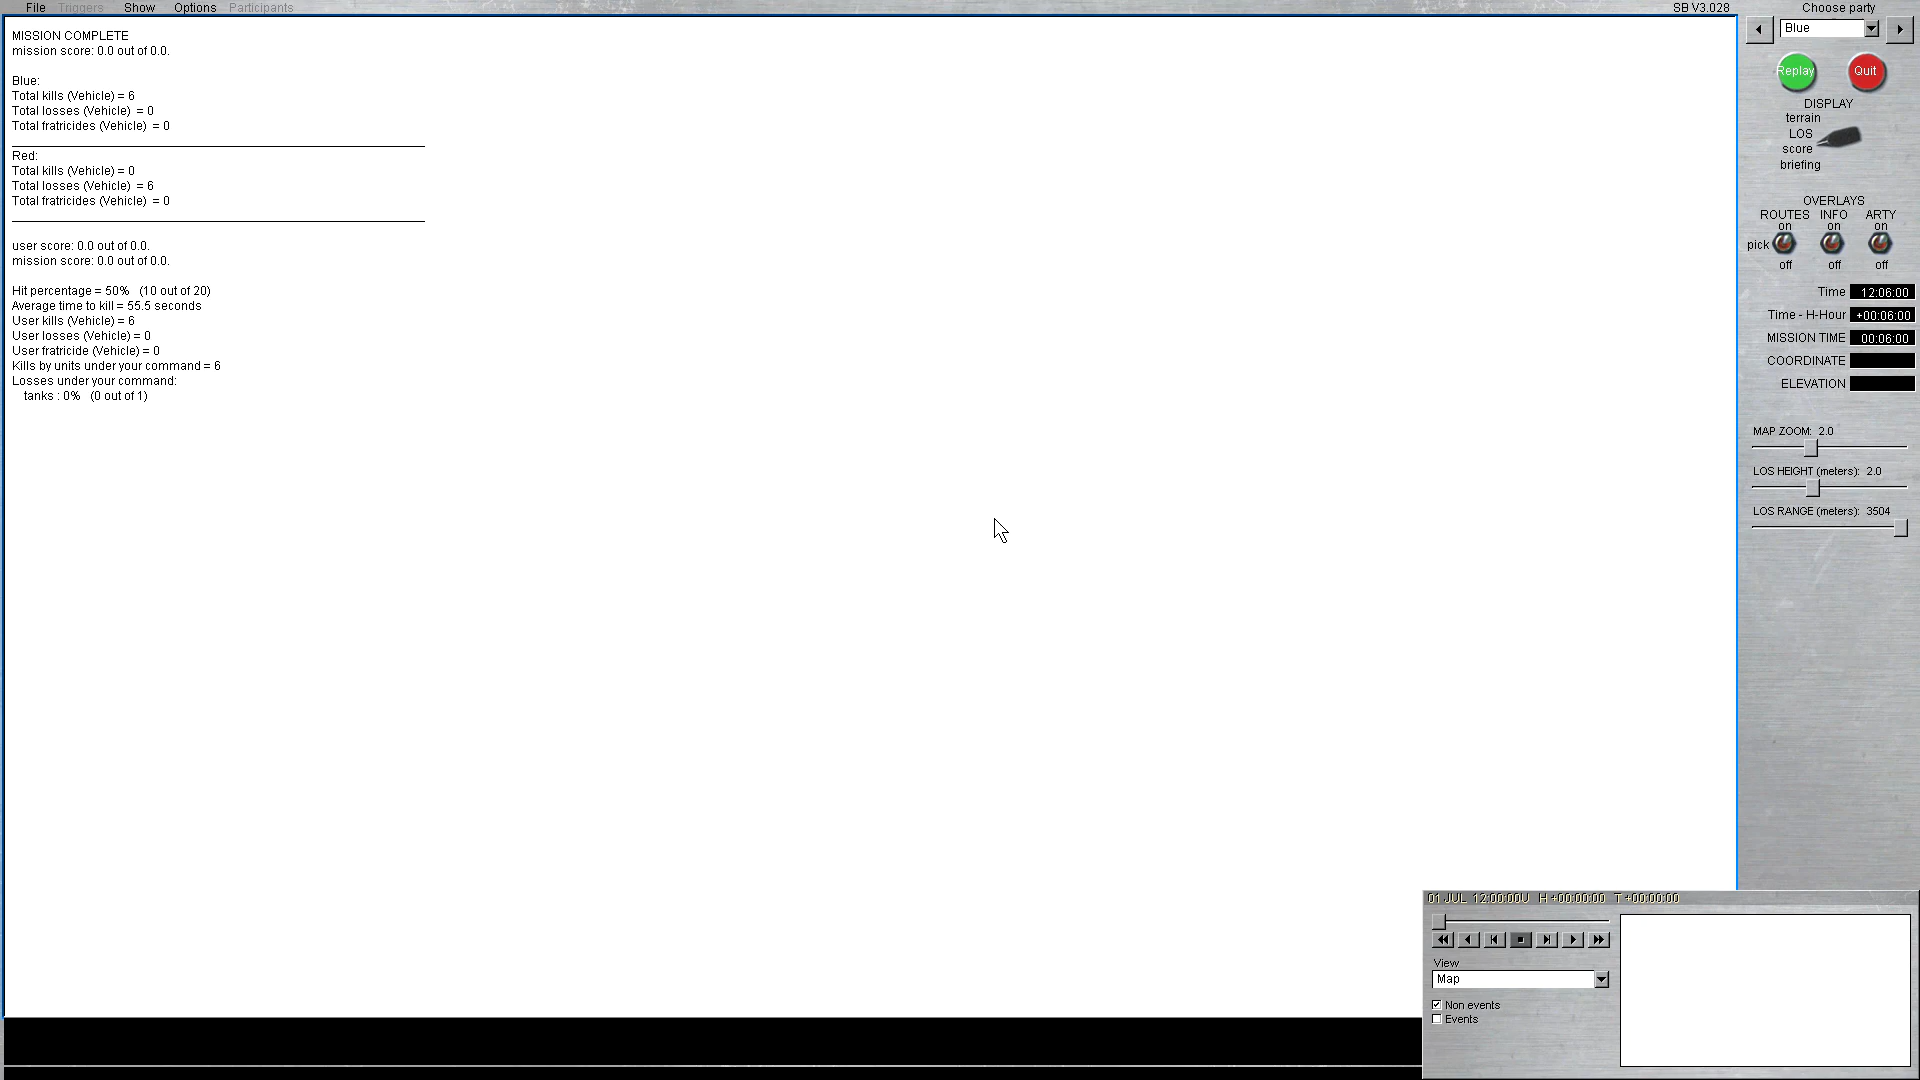 File Triggers Show Options Participants SB V3.028 Choose party
Blue
MISSION COMPLETE
mission score: 0.0 out of 0.0.
Blue:
Total kills (Vehicle) = 6
Total losses (Vehicle) = 0
Total fratricides (Vehicle) = 0
Red:
Total kills (Vehicle) = 0
Total losses (Vehicle) = 6
Total fratricides (Vehicle) = 0
user score: 0.0 out of 0.0.
mission score: 0.0 out of 0.0.
Hit percentage = 50% (10 out of 20)
Average time to kill = 55.5 seconds
User kills (Vehicle) = 6
User losses (Vehicle) = 0
User fratricide (Vehicle) = 0
Kills by units under your command = 6
Losses under your command:
tanks : 0% (0 out of 1)
Replay Quit
DISPLAY
terrain
LOS
score
briefing
OVERLAYS
ROUTES INFO ARTY
on on on
pick
off off off
Time 12:06:00
Time - H-Hour +00:06:00
MISSION TIME 00:06:00
COORDINATE
ELEVATION
MAP ZOOM: 2.0
LOS HEIGHT (meters): 2.0
LOS RANGE (meters): 3504
01 JUL 12:00:00U H +00:00:00 T +00:00:00
View
Map
Non events
Events